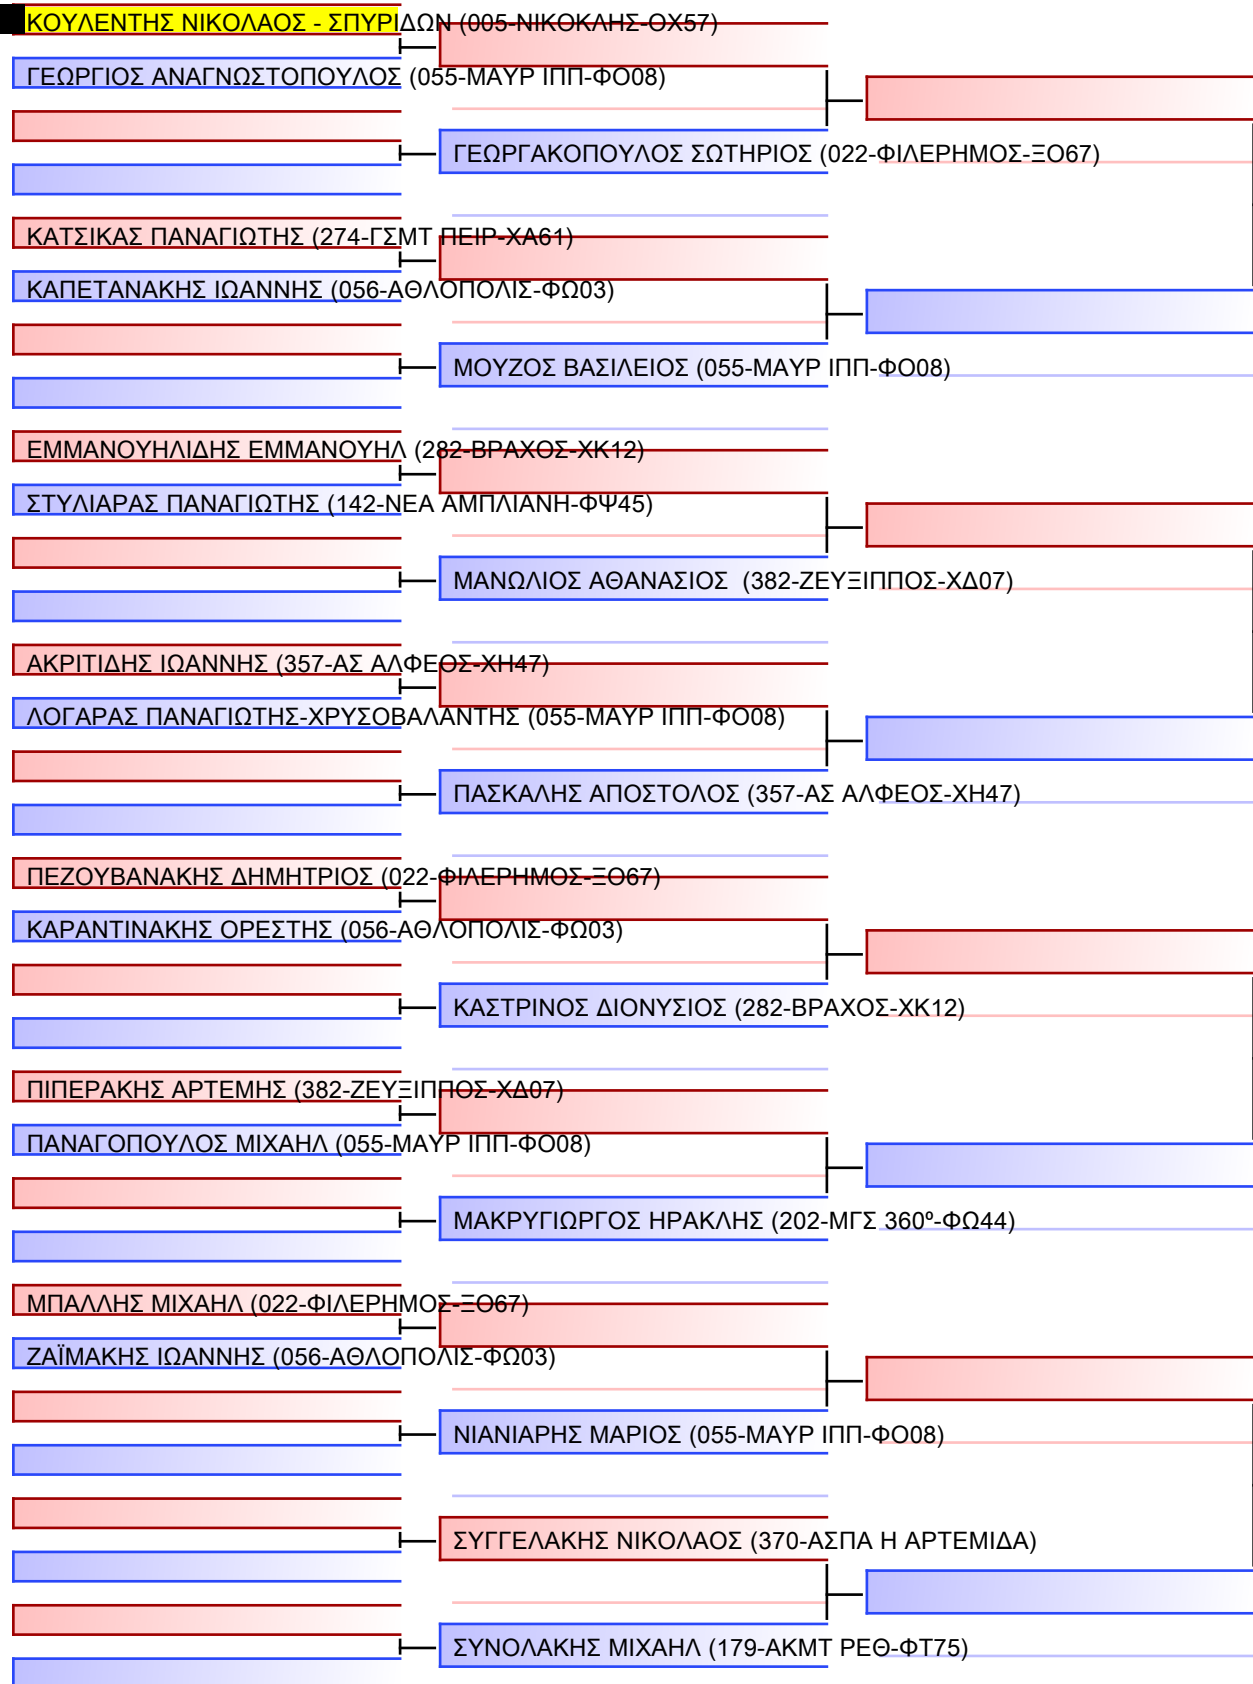 ΚΟΥΛΕΝΤΗΣ ΝΙΚΟΛΑΟΣ - ΣΠΥΡΙΔΩΝ (005-ΝΙΚΟΚΛΗΣ-ΟΧ57)
ΓΕΩΡΓΙΟΣ ΑΝΑΓΝΩΣΤΟΠΟΥΛΟΣ (055-ΜΑΥΡ ΙΠΠ-ΦΟ08)
ΓΕΩΡΓΑΚΟΠΟΥΛΟΣ ΣΩΤΗΡΙΟΣ (022-ΦΙΛΕΡΗΜΟΣ-ΞΟ67)
ΚΑΤΣΙΚΑΣ ΠΑΝΑΓΙΩΤΗΣ (274-ΓΣΜΤ ΠΕΙΡ-ΧΑ61)
ΚΑΠΕΤΑΝΑΚΗΣ ΙΩΑΝΝΗΣ (056-ΑΘΛΟΠΟΛΙΣ-ΦΩ03)
ΜΟΥΖΟΣ ΒΑΣΙΛΕΙΟΣ (055-ΜΑΥΡ ΙΠΠ-ΦΟ08)
ΕΜΜΑΝΟΥΗΛΙΔΗΣ ΕΜΜΑΝΟΥΗΛ (282-ΒΡΑΧΟΣ-ΧΚ12)
ΣΤΥΛΙΑΡΑΣ ΠΑΝΑΓΙΩΤΗΣ (142-ΝΕΑ ΑΜΠΛΙΑΝΗ-ΦΨ45)
ΜΑΝΩΛΙΟΣ ΑΘΑΝΑΣΙΟΣ  (382-ΖΕΥΞΙΠΠΟΣ-ΧΔ07)
ΑΚΡΙΤΙΔΗΣ ΙΩΑΝΝΗΣ (357-ΑΣ ΑΛΦΕΟΣ-ΧΗ47)
ΛΟΓΑΡΑΣ ΠΑΝΑΓΙΩΤΗΣ-ΧΡΥΣΟΒΑΛΑΝΤΗΣ (055-ΜΑΥΡ ΙΠΠ-ΦΟ08)
ΠΑΣΚΑΛΗΣ ΑΠΟΣΤΟΛΟΣ (357-ΑΣ ΑΛΦΕΟΣ-ΧΗ47)
ΠΕΖΟΥΒΑΝΑΚΗΣ ΔΗΜΗΤΡΙΟΣ (022-ΦΙΛΕΡΗΜΟΣ-ΞΟ67)
ΚΑΡΑΝΤΙΝΑΚΗΣ ΟΡΕΣΤΗΣ (056-ΑΘΛΟΠΟΛΙΣ-ΦΩ03)
ΚΑΣΤΡΙΝΟΣ ΔΙΟΝΥΣΙΟΣ (282-ΒΡΑΧΟΣ-ΧΚ12)
ΠΙΠΕΡΑΚΗΣ ΑΡΤΕΜΗΣ (382-ΖΕΥΞΙΠΠΟΣ-ΧΔ07)
ΠΑΝΑΓΟΠΟΥΛΟΣ ΜΙΧΑΗΛ (055-ΜΑΥΡ ΙΠΠ-ΦΟ08)
ΜΑΚΡΥΓΙΩΡΓΟΣ ΗΡΑΚΛΗΣ (202-ΜΓΣ 360º-ΦΩ44)
ΜΠΑΛΛΗΣ ΜΙΧΑΗΛ (022-ΦΙΛΕΡΗΜΟΣ-ΞΟ67)
ΖΑΪΜΑΚΗΣ ΙΩΑΝΝΗΣ (056-ΑΘΛΟΠΟΛΙΣ-ΦΩ03)
ΝΙΑΝΙΑΡΗΣ ΜΑΡΙΟΣ (055-ΜΑΥΡ ΙΠΠ-ΦΟ08)
ΣΥΓΓΕΛΑΚΗΣ ΝΙΚΟΛΑΟΣ (370-ΑΣΠΑ Η ΑΡΤΕΜΙΔΑ)
ΣΥΝΟΛΑΚΗΣ ΜΙΧΑΗΛ (179-ΑΚΜΤ ΡΕΘ-ΦΤ75)